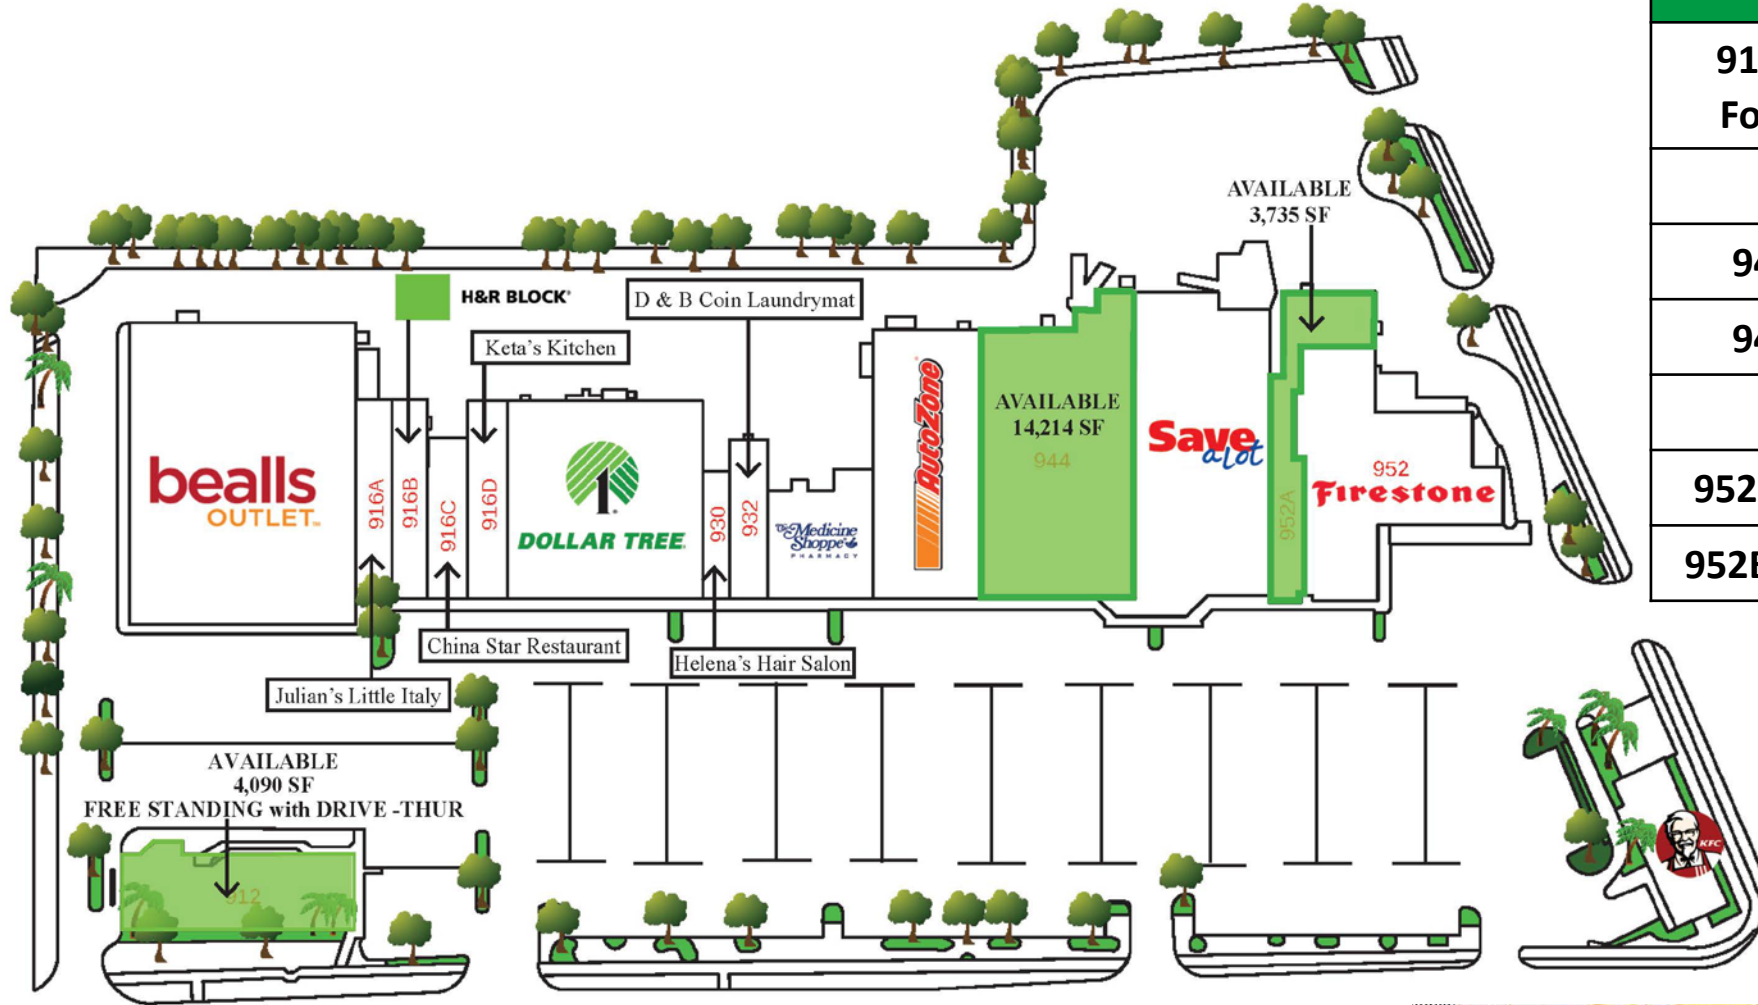 91
Fo
94
94
952
952B
AVAILABLE
3,735 SF
H&R BLOCK
D & B Coin Laundrymat
Keta's Kitchen
bealls
OUTLET
916A
916B
916C
916D
1
DOLLAR TREE
930
932
The Medicine
Shoppe
PHARMACY
AutoZone
AVAILABLE
14,214 SF
944
Save
a lot
952A
952
Firestone
China Star Restaurant
Helena's Hair Salon
Julian's Little Italy
AVAILABLE
4,090 SF
FREE STANDING with DRIVE -THUR
912
KFC